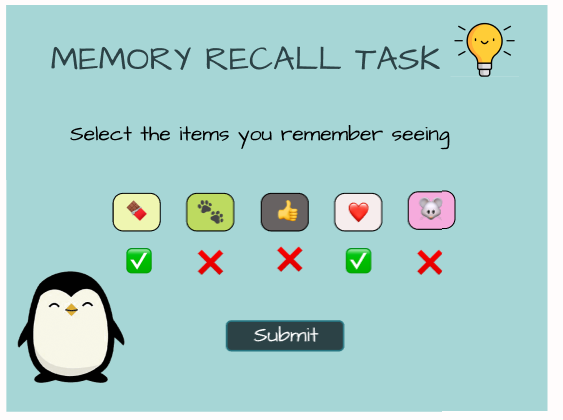 MEMORY RECALL TASK
Select the items you remember seeing
Submit